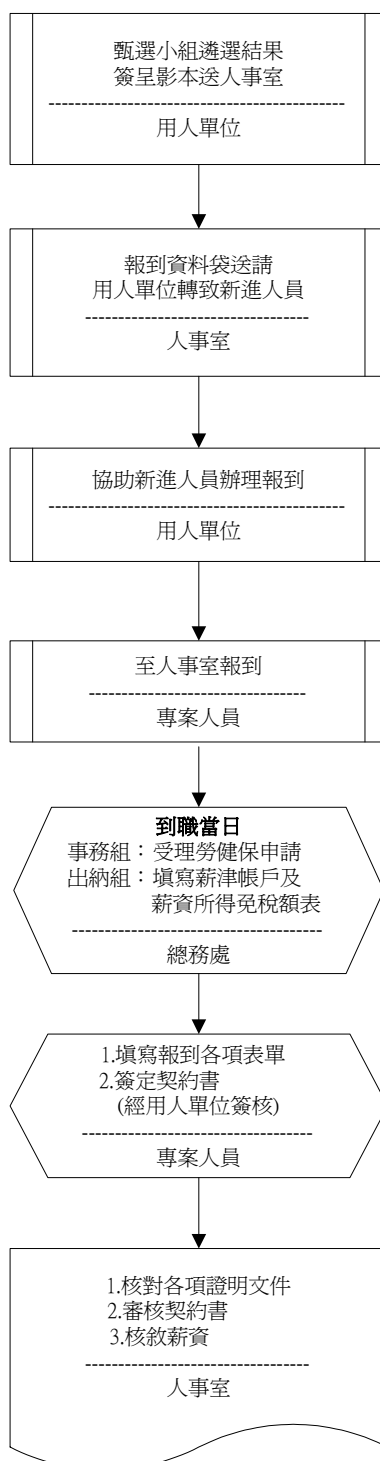 甄選小組遴選結果
簽呈影本送人事室
---------------------------------------------
用人單位
報到資料袋送請
用人單位轉致新進人員
----------------------------------
人事室
協助新進人員辦理報到
---------------------------------------------
用人單位
至人事室報到
---------------------------------
專案人員
到職當日
事務組：受理勞健保申請
出納組：填寫薪津帳戶及
薪資所得免稅額表
--------------------------------------
總務處
1.填寫報到各項表單
2.簽定契約書
(經用人單位簽核)
-----------------------------------
專案人員
1.核對各項證明文件
2.審核契約書
3.核敘薪資
----------------------------------
人事室